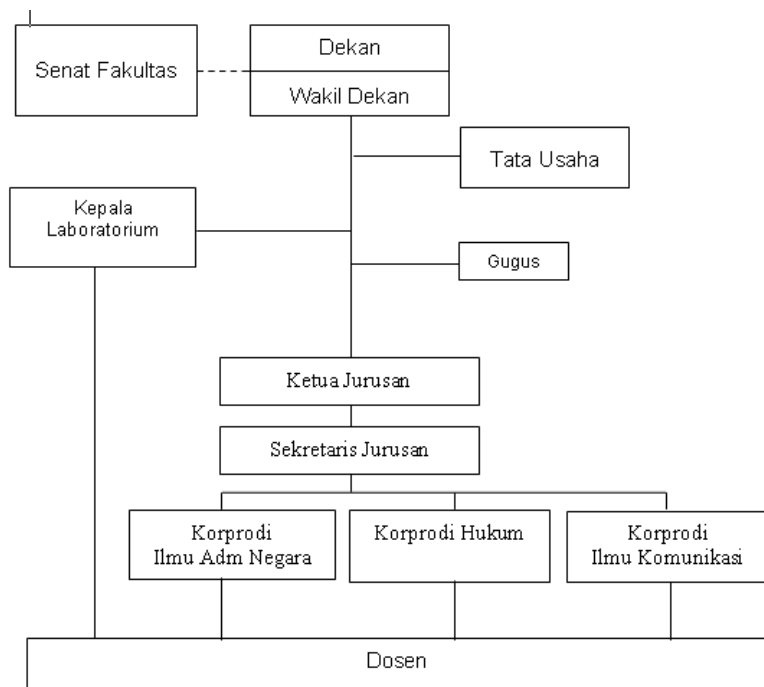 Senat Fakultas
Dekan
Wakil Dekan
Tata Usaha
Kepala
Laboratorium
Gugus
Ketua Jurusan
Sekretaris Jurusan
Korprodi
Ilmu Adm Negara
Korprodi Hukum
Korprodi
Ilmu Komunikasi
Dosen